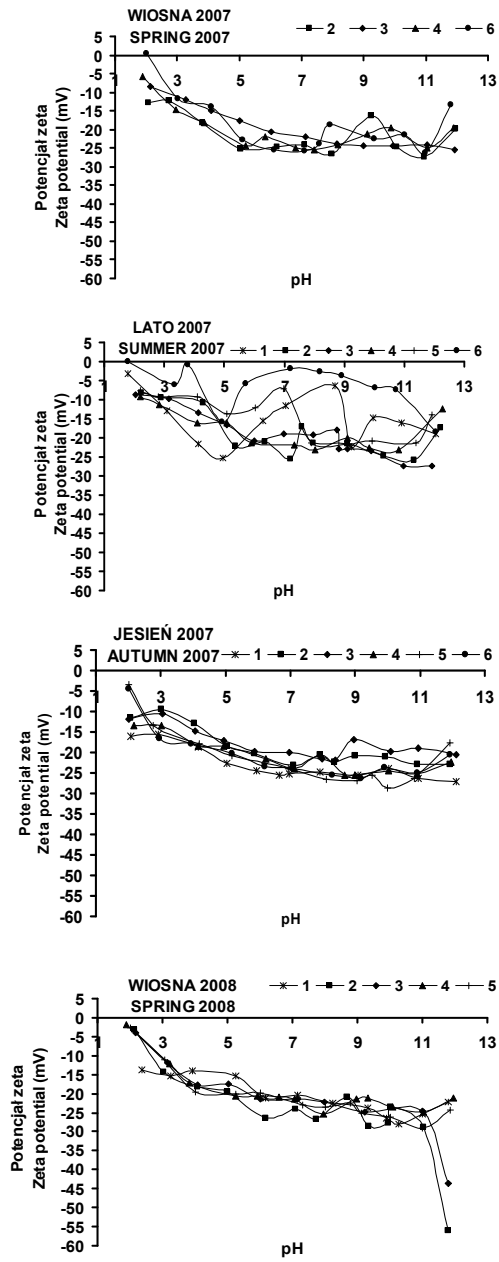 WIOSNA 2007
SPRING 2007
2 3 4 6
5
0
-5
-10
-15
-20
-25
-30
-35
-40
-45
-50
-55
-60
1 3 5 7 9 11 13
Potencjał zeta
Zeta potential (mV)
pH
LATO 2007
SUMMER 2007
1 2 3 4 5 6
5
0
-5
-10
-15
-20
-25
-30
-35
-40
-45
-50
-55
-60
1 3 5 7 9 11 13
Potencjał zeta
Zeta potential (mV)
pH
JESIEŃ 2007
AUTUMN 2007
1 2 3 4 5 6
5
0
-5
-10
-15
-20
-25
-30
-35
-40
-45
-50
-55
-60
1 3 5 7 9 11 13
Potencjał zeta
Zeta potential (mV)
pH
WIOSNA 2008
SPRING 2008
1 2 3 4 5
5
0
-5
-10
-15
-20
-25
-30
-35
-40
-45
-50
-55
-60
1 3 5 7 9 11 13
Potencjał zeta
Zeta potential (mV)
pH